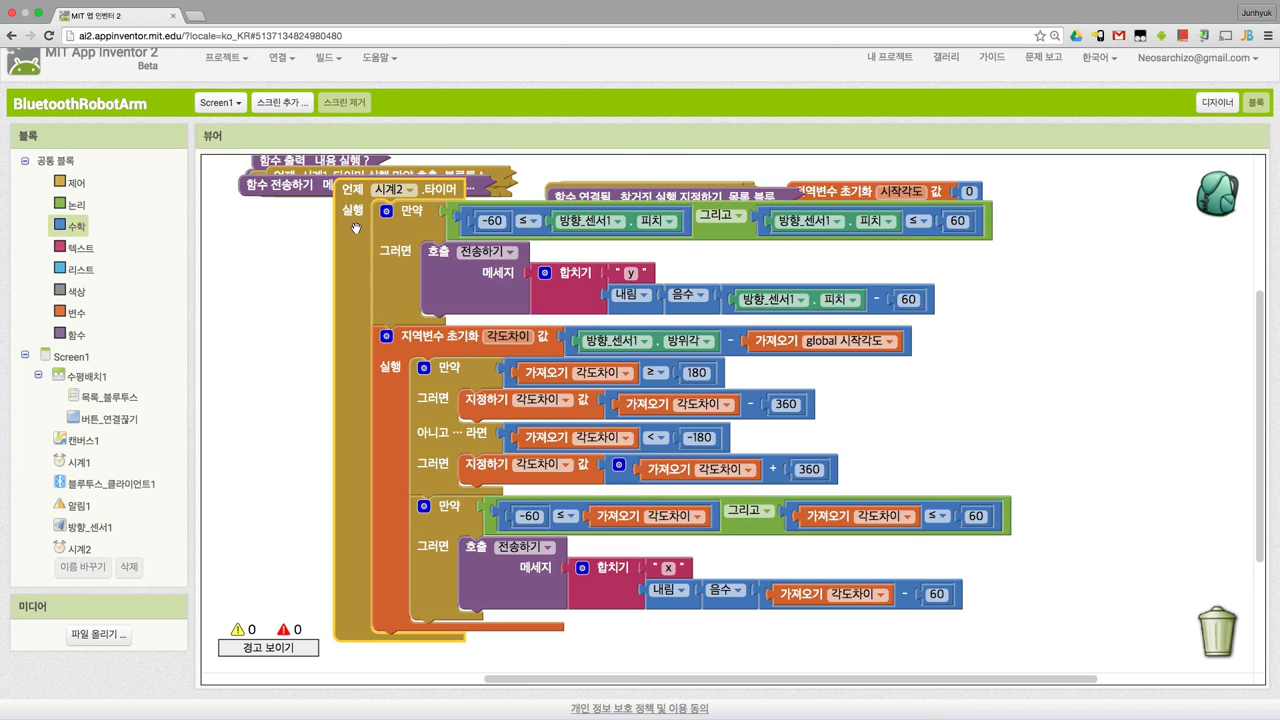 MIT 앱 인벤터 2
Junhyuk
ai2.appinventor.mit.edu/?locale=ko_KR#5137134824980480
MIT App Inventor 2
Beta
프로젝트 연결 빌드 도움말
내 프로젝트 갤러리 가이드 문제 보고 한국어 Neosarchizo@gmail.com
BluetoothRobotArm
Screen1 스크린 추가 ... 스크린 제거
디자이너 블록
블록
뷰어
공통 블록
제어
논리
수학
텍스트
리스트
색상
변수
함수
Screen1
수평배치1
목록_블루투스
버튼_연결끊기
캔버스1
시계1
블루투스_클라이언트1
알림1
방향_센서1
시계2
이름 바꾸기 삭제
미디어
파일 올리기 ...
함수 출력 내용 실행 ?
함수 전송하기
지역변수 초기화 시작각도 값 0
언제 시계2 .타이머
실행 만약 -60 ≤ 방향_센서1 . 피치 그리고 방향_센서1 . 피치 ≤ 60
그러면 호출 전송하기
메세지 합치기 " y "
내림 음수 방향_센서1 . 피치 - 60
지역변수 초기화 각도차이 값 방향_센서1 . 방위각 - 가져오기 global 시작각도
실행 만약 가져오기 각도차이 ≥ 180
그러면 지정하기 각도차이 값 가져오기 각도차이 - 360
아니고 ... 라면 가져오기 각도차이 < -180
그러면 지정하기 각도차이 값 가져오기 각도차이 + 360
만약 -60 ≤ 가져오기 각도차이 그리고 가져오기 각도차이 ≤ 60
그러면 호출 전송하기
메세지 합치기 " x "
내림 음수 가져오기 각도차이 - 60
0 0
경고 보이기
개인 정보 보호 정책 및 이용 동의